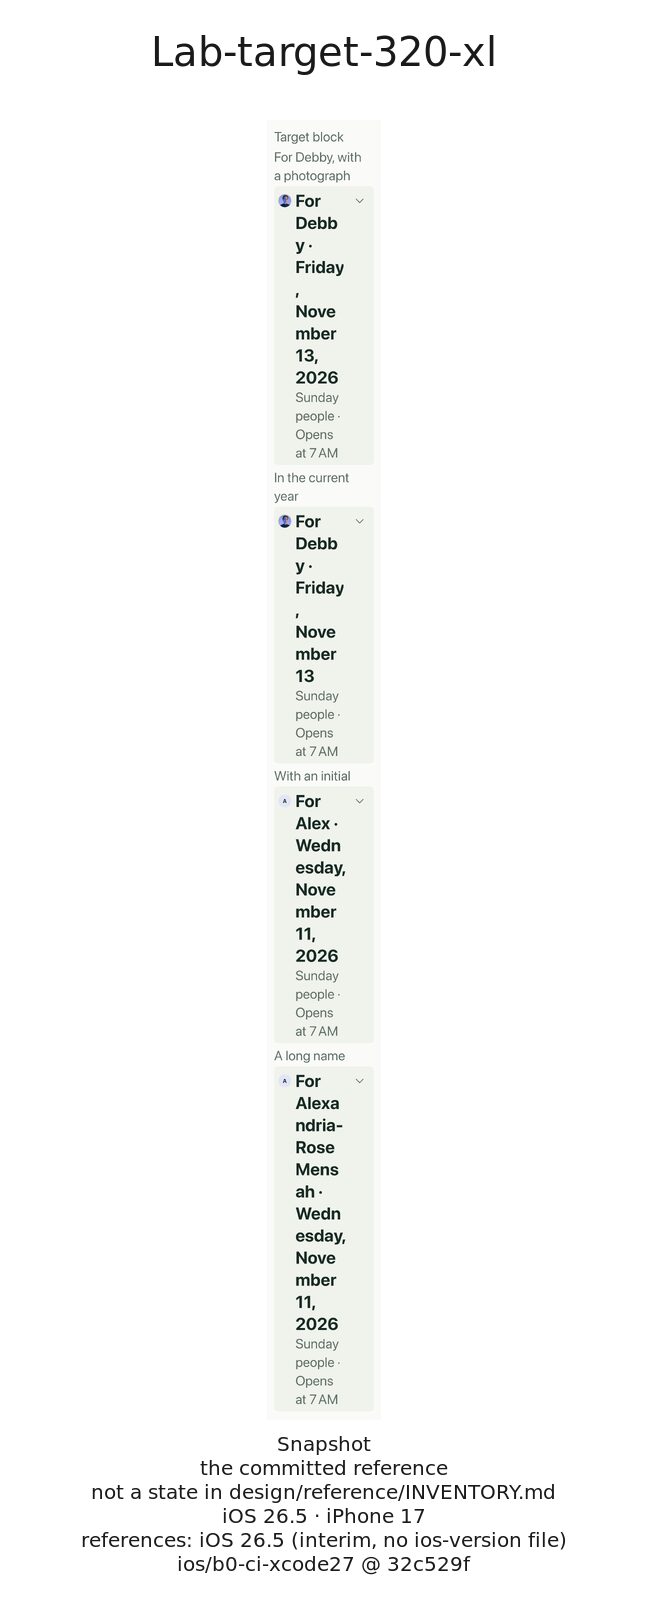 Lab-target-320-xl
Target block
For Debby, with
a photograph
For
Debb
y ·
Friday
,
Nove
mber
13,
2026
Sunday
people ·
Opens
at 7 AM
In the current
year
For
Debb
y ·
Friday
,
Nove
mber
13
Sunday
people ·
Opens
at 7 AM
With an initial
A
For
Alex ·
Wedn
esday,
Nove
mber
11,
2026
Sunday
people ·
Opens
at 7 AM
A long name
A
For
Alexa
ndria-
Rose
Mens
ah ·
Wedn
esday,
Nove
mber
11,
2026
Sunday
people ·
Opens
at 7 AM
Snapshot
the committed reference
not a state in design/reference/INVENTORY.md
iOS 26.5 · iPhone 17
references: iOS 26.5 (interim, no ios-version file)
ios/b0-ci-xcode27 @ 32c529f